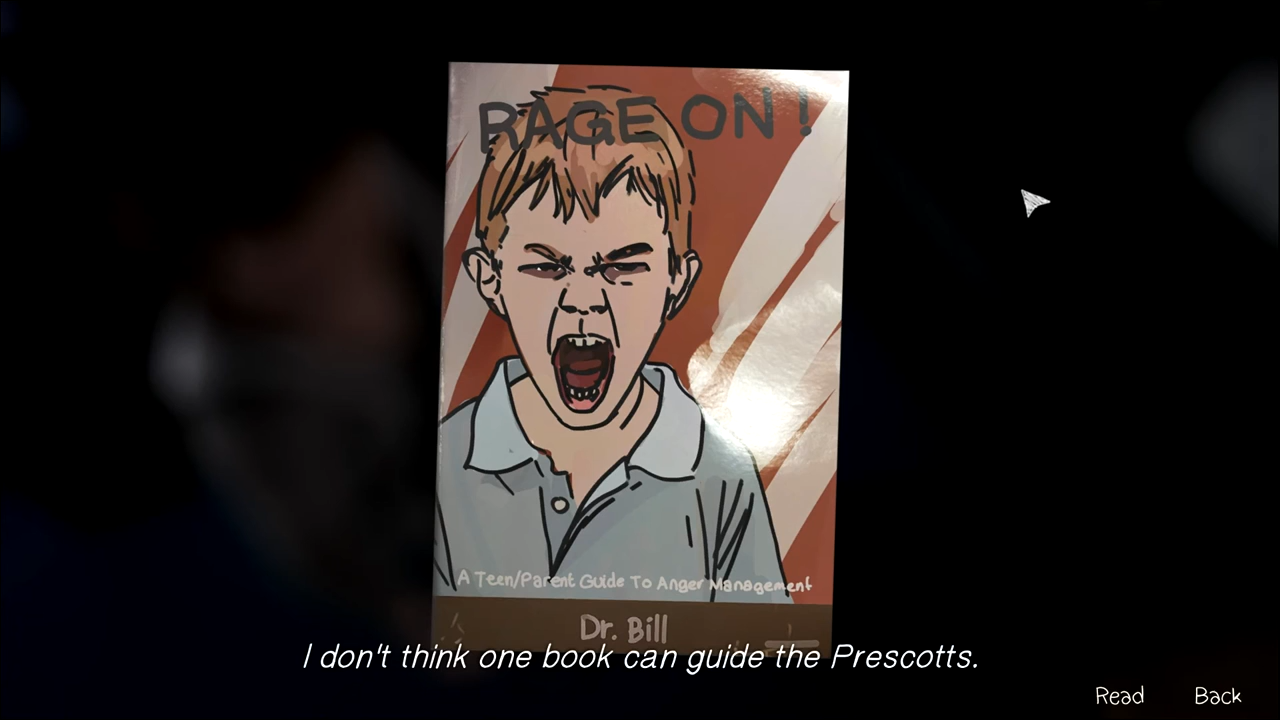 RAGE ON!
A Teen/Parent Guide To Anger Management
Dr. Bill
I don't think one book can guide the Prescotts.
Read Back